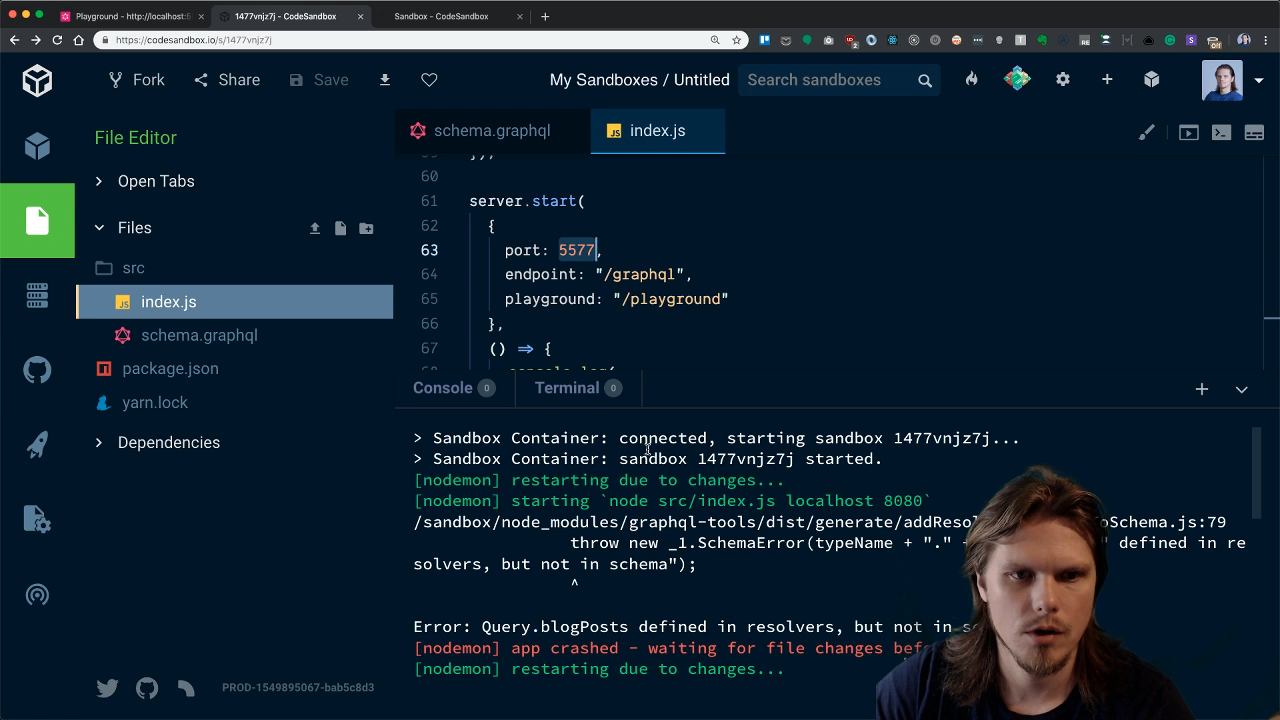 Playground - http://localhost:5
1477vnjz7j - CodeSandbox
Sandbox - CodeSandbox
https://codesandbox.io/s/1477vnjz7j
Fork
Share
Save
My Sandboxes / Untitled
Search sandboxes
File Editor
Open Tabs
Files
src
index.js
schema.graphql
package.json
yarn.lock
Dependencies
PROD-1549895067-bab5c8d3
schema.graphql
index.js
60
61 server.start(
62 {
63 port: 5577,
64 endpoint: "/graphql",
65 playground: "/playground"
66 },
67 () => {
Console 0
Terminal 0
> Sandbox Container: connected, starting sandbox 1477vnjz7j...
> Sandbox Container: sandbox 1477vnjz7j started.
[nodemon] restarting due to changes...
[nodemon] starting `node src/index.js localhost 8080`
/sandbox/node_modules/graphql-tools/dist/generate/addResol oSchema.js:79
throw new _1.SchemaError(typeName + "." + " defined in re
solvers, but not in schema");
^
Error: Query.blogPosts defined in resolvers, but not in
[nodemon] app crashed - waiting for file changes
[nodemon] restarting due to changes...